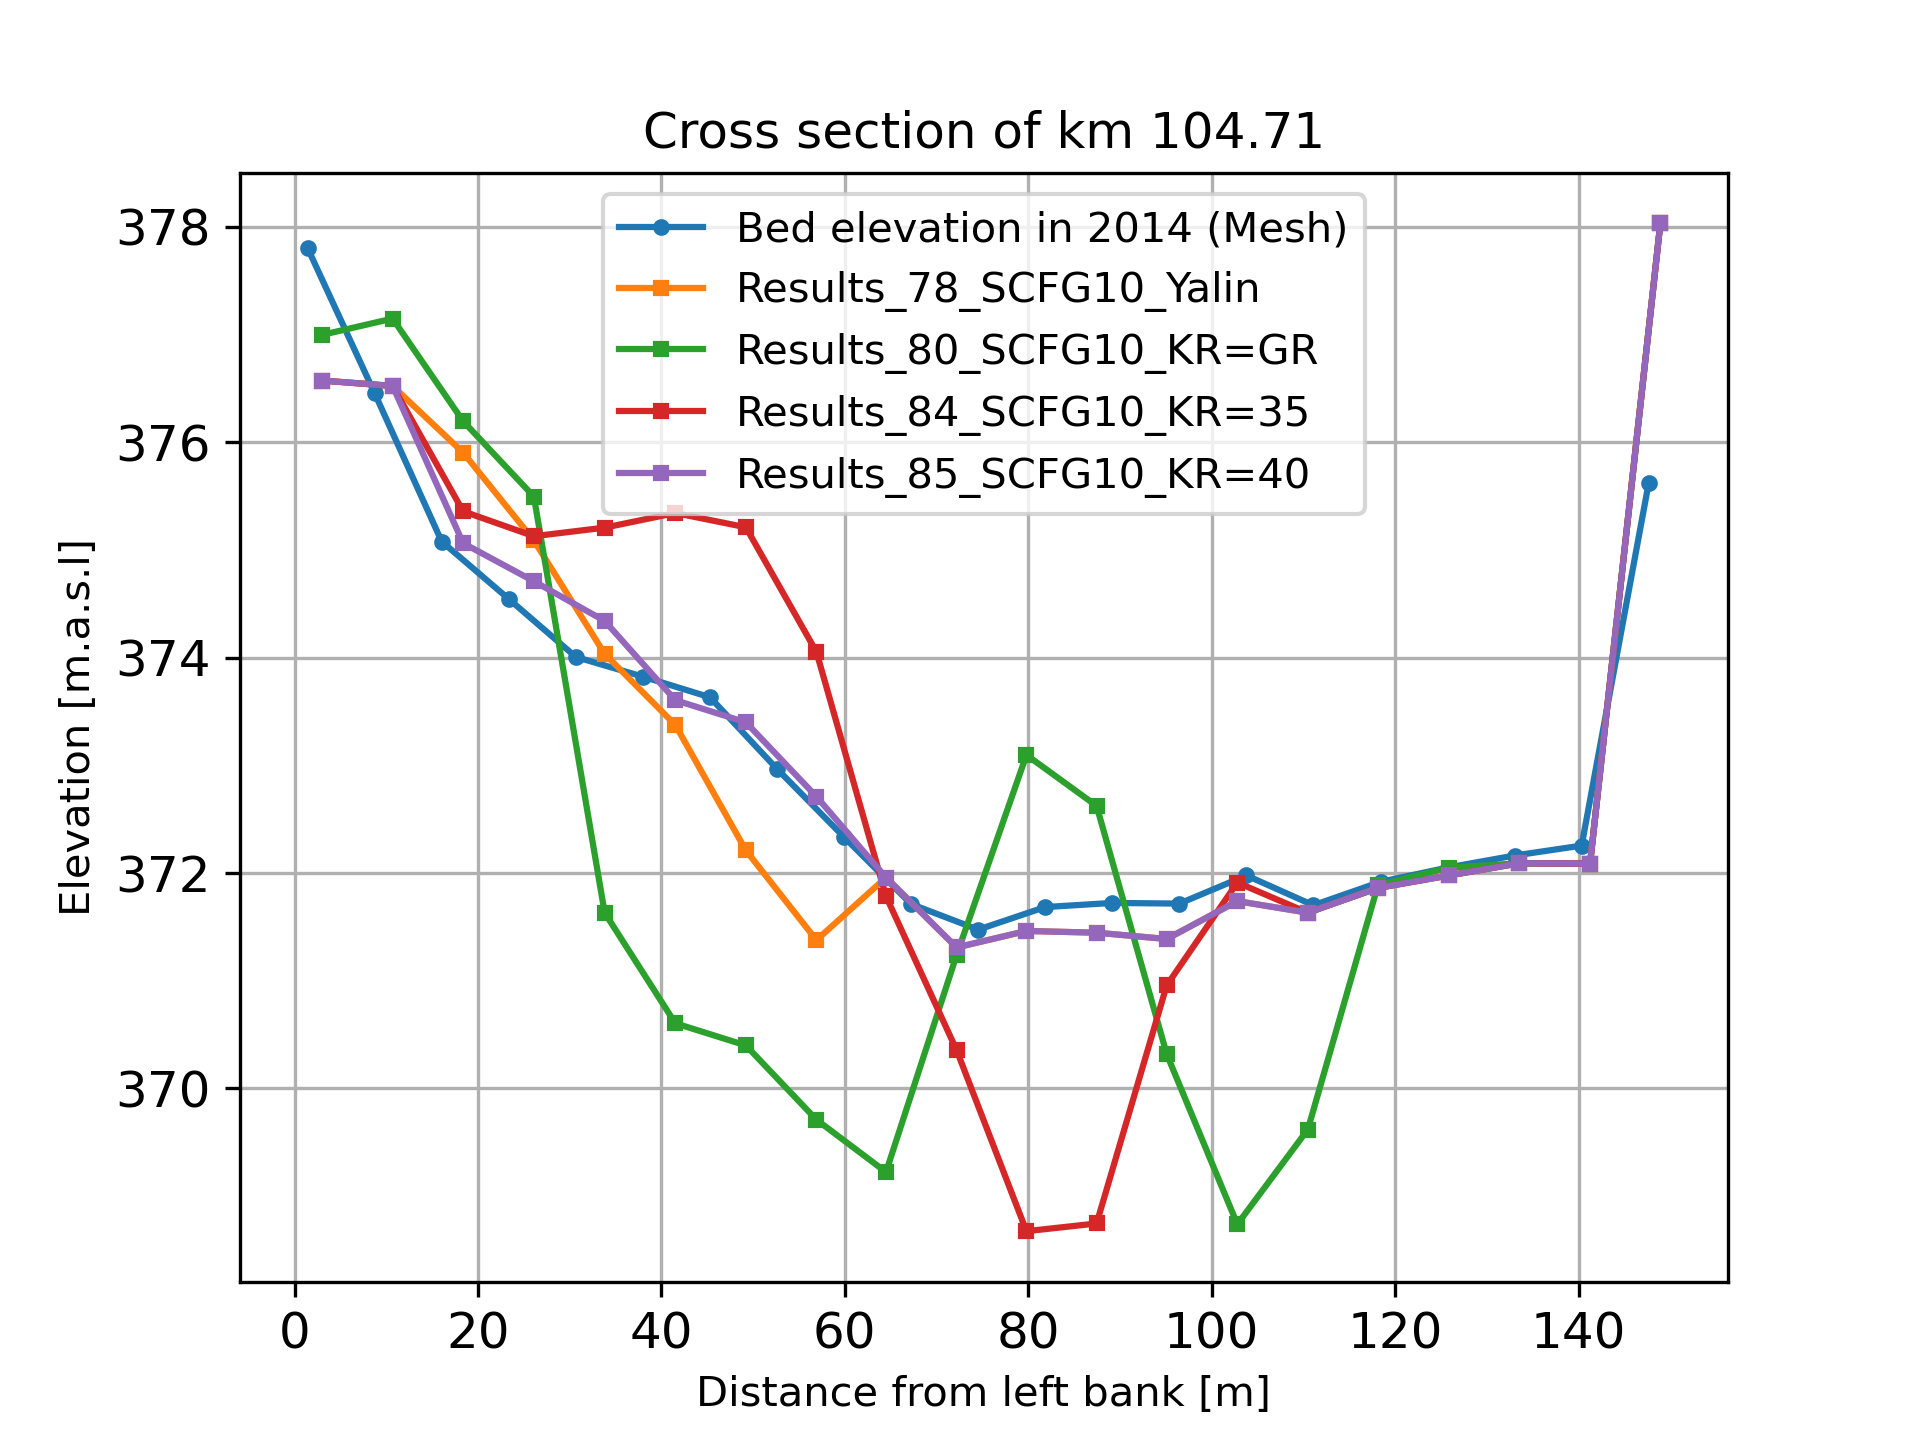 Cross section of km 104.71
Bed elevation in 2014 (Mesh)
Results_78_SCFG10_Yalin
Results_80_SCFG10_KR=GR
Results_84_SCFG10_KR=35
Results_85_SCFG10_KR=40
378
376
374
372
370
Elevation [m.a.s.l]
0 20 40 60 80 100 120 140
Distance from left bank [m]